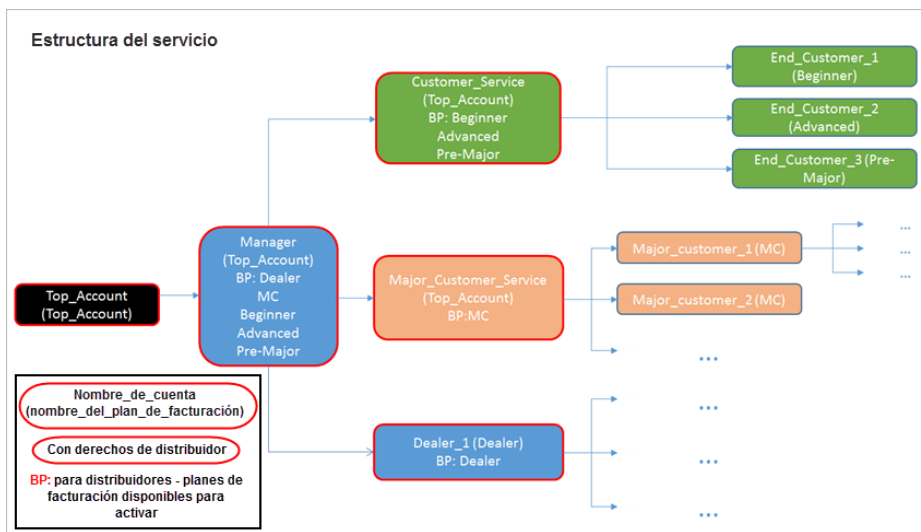 Estructura del servicio
Customer_Service
(Top_Account)
BP: Beginner
Advanced
Pre-Major
End_Customer_1
(Beginner)
End_Customer_2
(Advanced)
End_Customer_3 (Pre-
Major)
Manager
(Top_Account)
BP: Dealer
MC
Beginner
Advanced
Pre-Major
Top_Account
(Top_Account)
Major_Customer_Service
(Top_Account)
BP:MC
Major_customer_1 (MC)
...
...
...
Major_customer_2 (MC)
...
Dealer_1 (Dealer)
BP: Dealer
...
...
...
Nombre_de_cuenta
(nombre_del_plan_de_facturación)
Con derechos de distribuidor
BP: para distribuidores - planes de
facturación disponibles para
activar